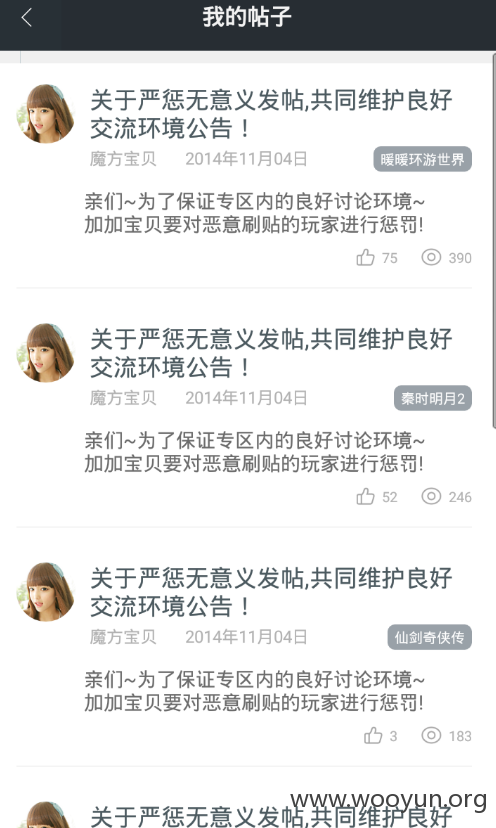 我的帖子
关于严惩无意义发帖,共同维护良好
交流环境公告！
魔方宝贝 2014年11月04日 暖暖环游世界
亲们~为了保证专区内的良好讨论环境~
加加宝贝要对恶意刷贴的玩家进行惩罚!
75 390
关于严惩无意义发帖,共同维护良好
交流环境公告！
魔方宝贝 2014年11月04日 秦时明月2
亲们~为了保证专区内的良好讨论环境~
加加宝贝要对恶意刷贴的玩家进行惩罚!
52 246
关于严惩无意义发帖,共同维护良好
交流环境公告！
魔方宝贝 2014年11月04日 仙剑奇侠传
亲们~为了保证专区内的良好讨论环境~
加加宝贝要对恶意刷贴的玩家进行惩罚!
3 183
www.wooyun.org
关于严惩无意义发帖,共同维护良好